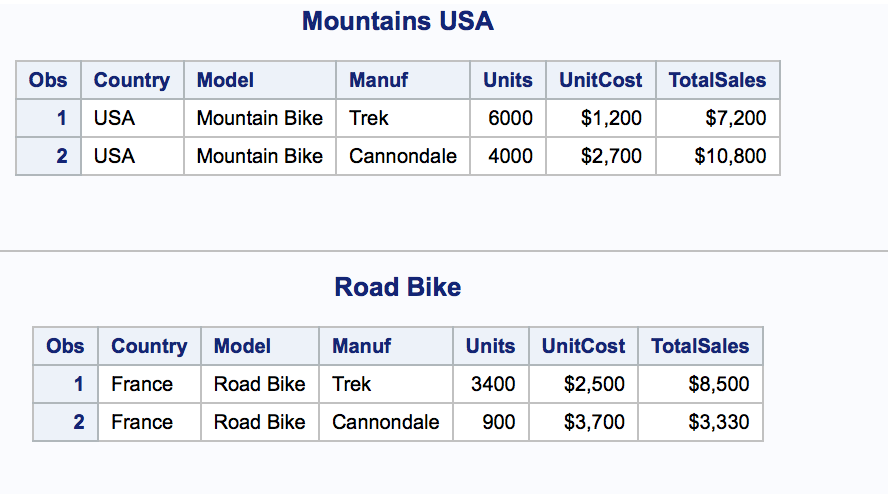 Mountains USA
Obs Country Model Manuf Units UnitCost TotalSales
1 USA Mountain Bike Trek 6000 $1,200 $7,200
2 USA Mountain Bike Cannondale 4000 $2,700 $10,800
Road Bike
Obs Country Model Manuf Units UnitCost TotalSales
1 France Road Bike Trek 3400 $2,500 $8,500
2 France Road Bike Cannondale 900 $3,700 $3,330